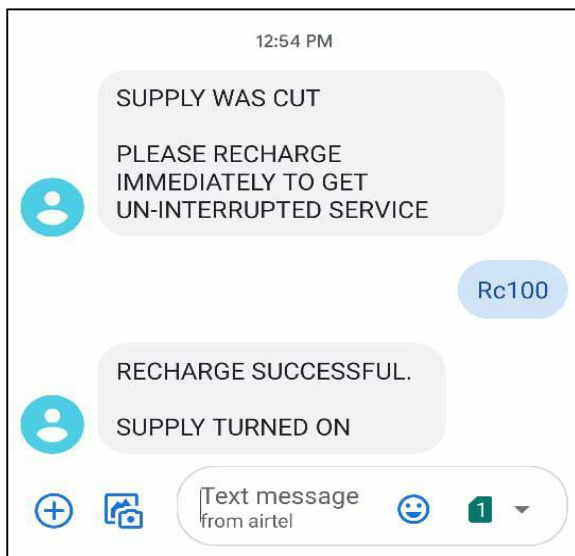 12:54 PM
SUPPLY WAS CUT
PLEASE RECHARGE
IMMEDIATELY TO GET
UN-INTERRUPTED SERVICE
Rc100
RECHARGE SUCCESSFUL.
SUPPLY TURNED ON
Text message
from airtel
1